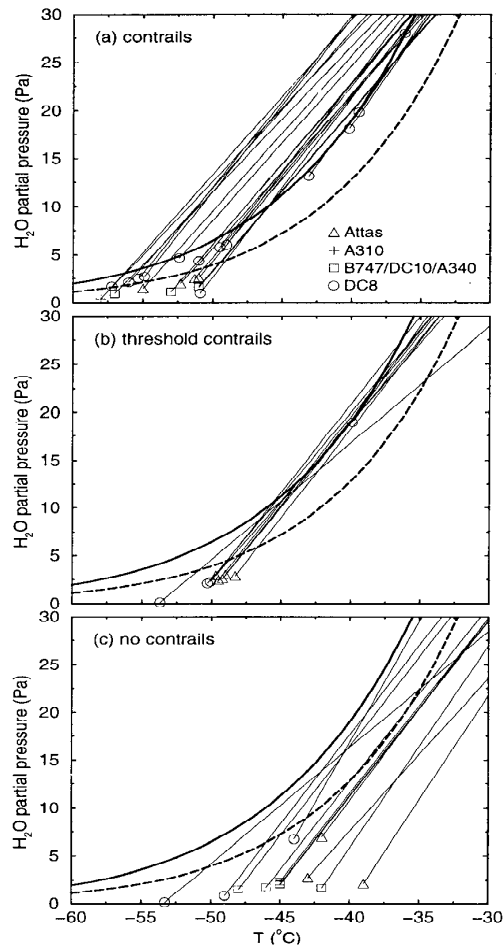 30
(a) contrails
25
20
15
10
5
0
H₂O partial pressure (Pa)
Attas
A310
B747/DC10/A340
DC8
30
(b) threshold contrails
25
20
15
10
5
0
H₂O partial pressure (Pa)
30
(c) no contrails
25
20
15
10
5
0
H₂O partial pressure (Pa)
−60 −55 −50 −45 −40 −35 −30
T (°C)